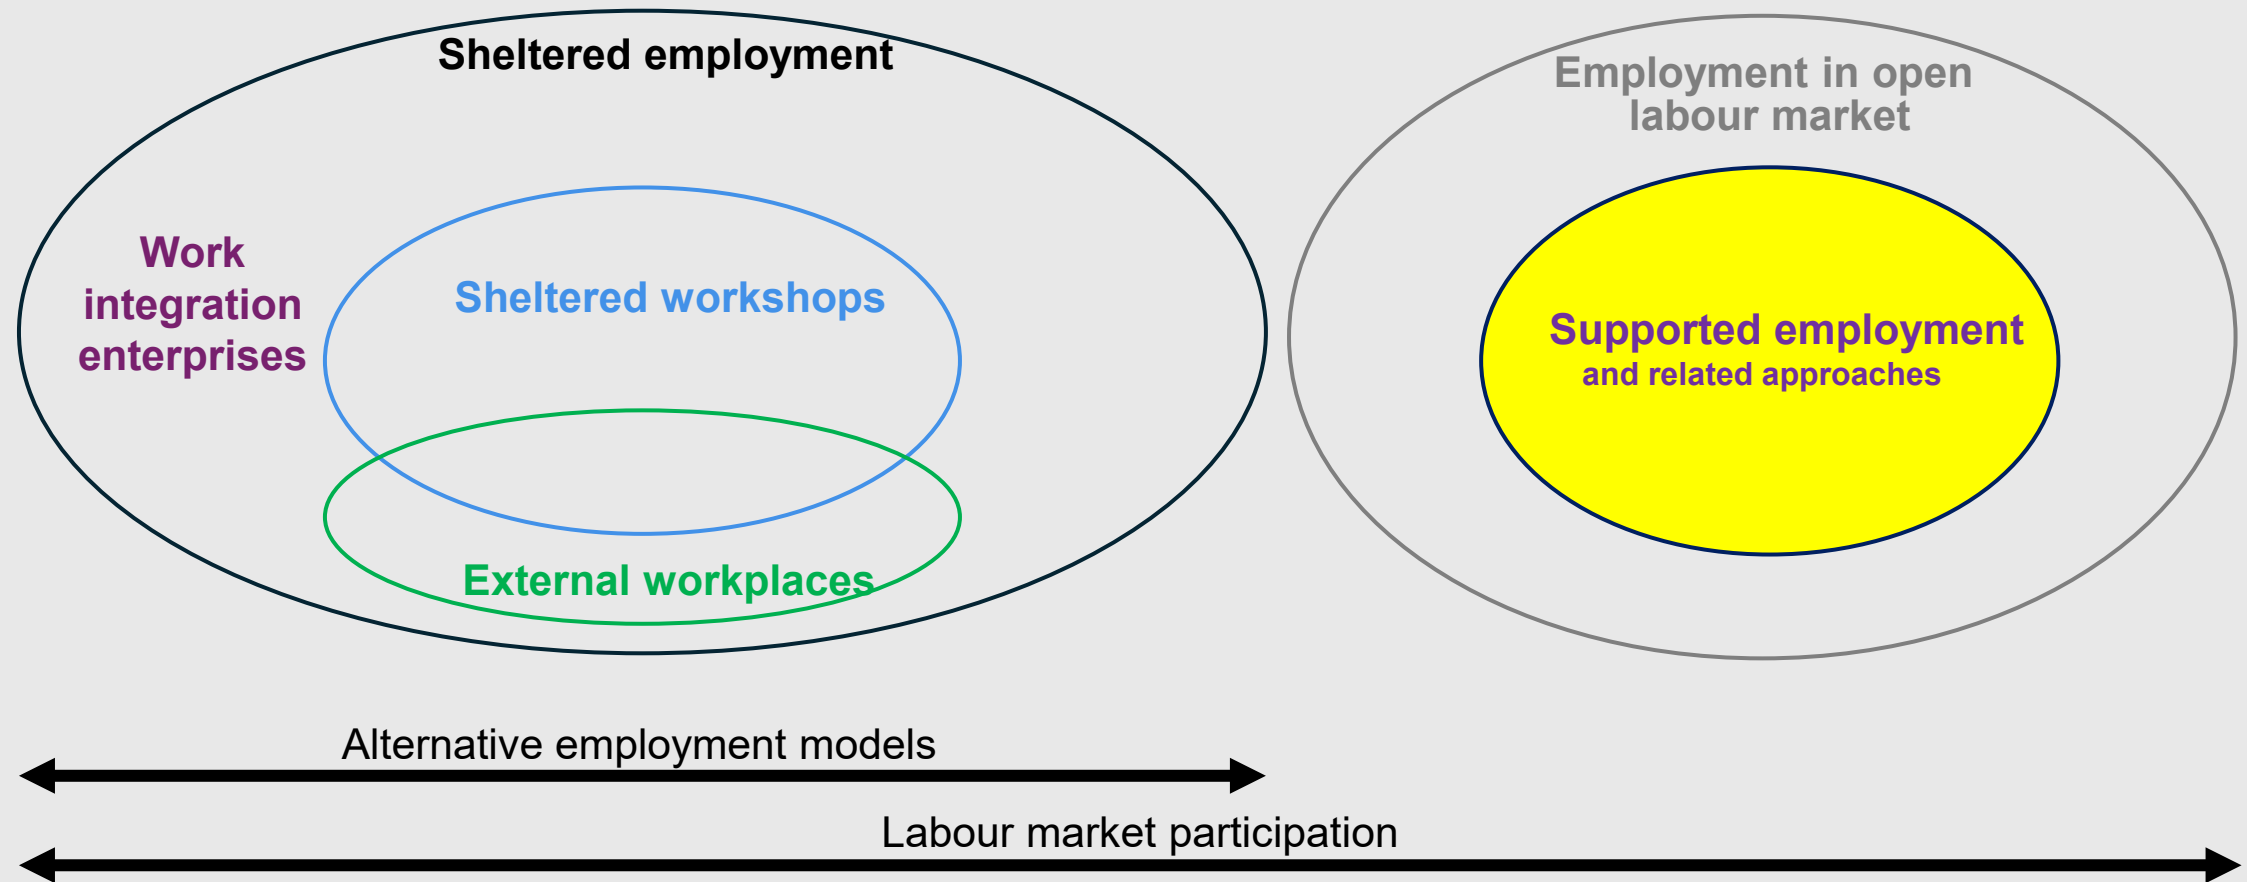 Sheltered employment
Employment in open
labour market
Work
integration
enterprises
Sheltered workshops
Supported employment
and related approaches
External workplaces
Alternative employment models
Labour market participation